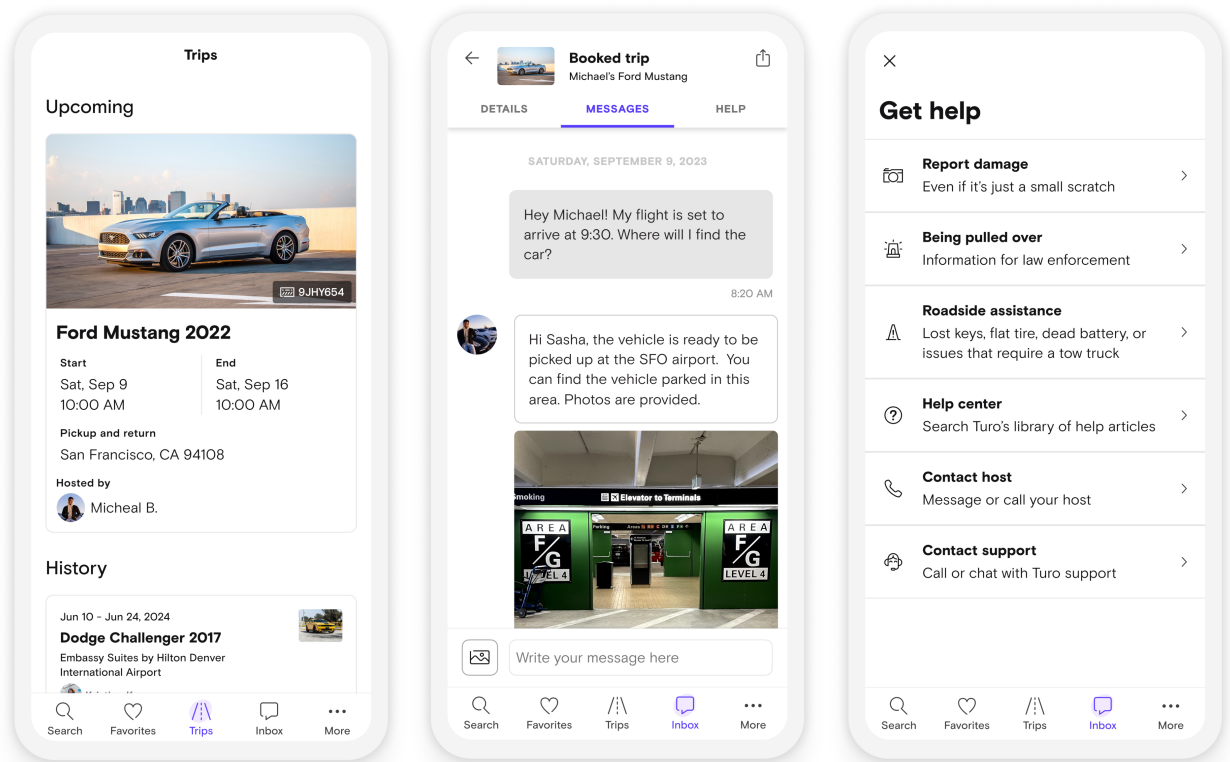 Trips
Upcoming
9JHY654
Ford Mustang 2022
Start
End
Sat, Sep 9
Sat, Sep 16
10:00 AM
10:00 AM
Pickup and return
San Francisco, CA 94108
Hosted by
Micheal B.
History
Jun 10 - Jun 24, 2024
Dodge Challenger 2017
Embassy Suites by Hilton Denver
International Airport
Search
Favorites
Trips
Inbox
More
Booked trip
Michael's Ford Mustang
DETAILS
MESSAGES
HELP
SATURDAY, SEPTEMBER 9, 2023
Hey Michael! My flight is set to
arrive at 9:30. Where will I find the
car?
8:20 AM
Hi Sasha, the vehicle is ready to be
picked up at the SFO airport. You
can find the vehicle parked in this
area. Photos are provided.
moking
Elevator to Terminals
Parking
AREA
F/G
LEVEL 4
AREA
F/G
LEVEL 4
Write your message here
Search
Favorites
Trips
Inbox
More
Get help
Report damage
Even if it's just a small scratch
Being pulled over
Information for law enforcement
Roadside assistance
Lost keys, flat tire, dead battery, or
issues that require a tow truck
Help center
Search Turo's library of help articles
Contact host
Message or call your host
Contact support
Call or chat with Turo support
Search
Favorites
Trips
Inbox
More